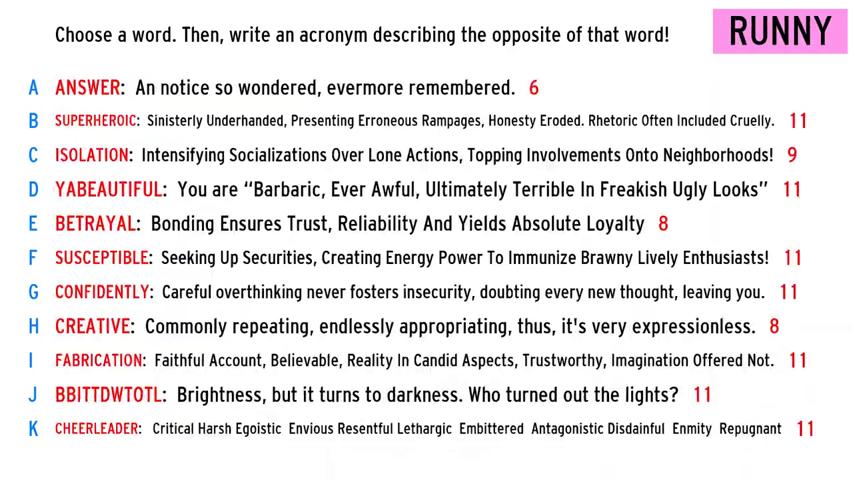 Choose a word. Then, write an acronym describing the opposite of that word!
RUNNY
A ANSWER: An notice so wondered, evermore remembered. 6
B SUPERHEROIC: Sinisterly Underhanded, Presenting Erroneous Rampages, Honesty Eroded. Rhetoric Often Included Cruelly. 11
C ISOLATION: Intensifying Socializations Over Lone Actions, Topping Involvements Onto Neighborhoods! 9
D YABEAUTIFUL: You are “Barbaric, Ever Awful, Ultimately Terrible In Freakish Ugly Looks” 11
E BETRAYAL: Bonding Ensures Trust, Reliability And Yields Absolute Loyalty 8
F SUSCEPTIBLE: Seeking Up Securities, Creating Energy Power To Immunize Brawny Lively Enthusiasts! 11
G CONFIDENTLY: Careful overthinking never fosters insecurity, doubting every new thought, leaving you. 11
H CREATIVE: Commonly repeating, endlessly appropriating, thus, it's very expressionless. 8
I FABRICATION: Faithful Account, Believable, Reality In Candid Aspects, Trustworthy, Imagination Offered Not. 11
J BBITTDWTOTL: Brightness, but it turns to darkness. Who turned out the lights? 11
K CHEERLEADER: Critical Harsh Egoistic Envious Resentful Lethargic Embittered Antagonistic Disdainful Enmity Repugnant 11